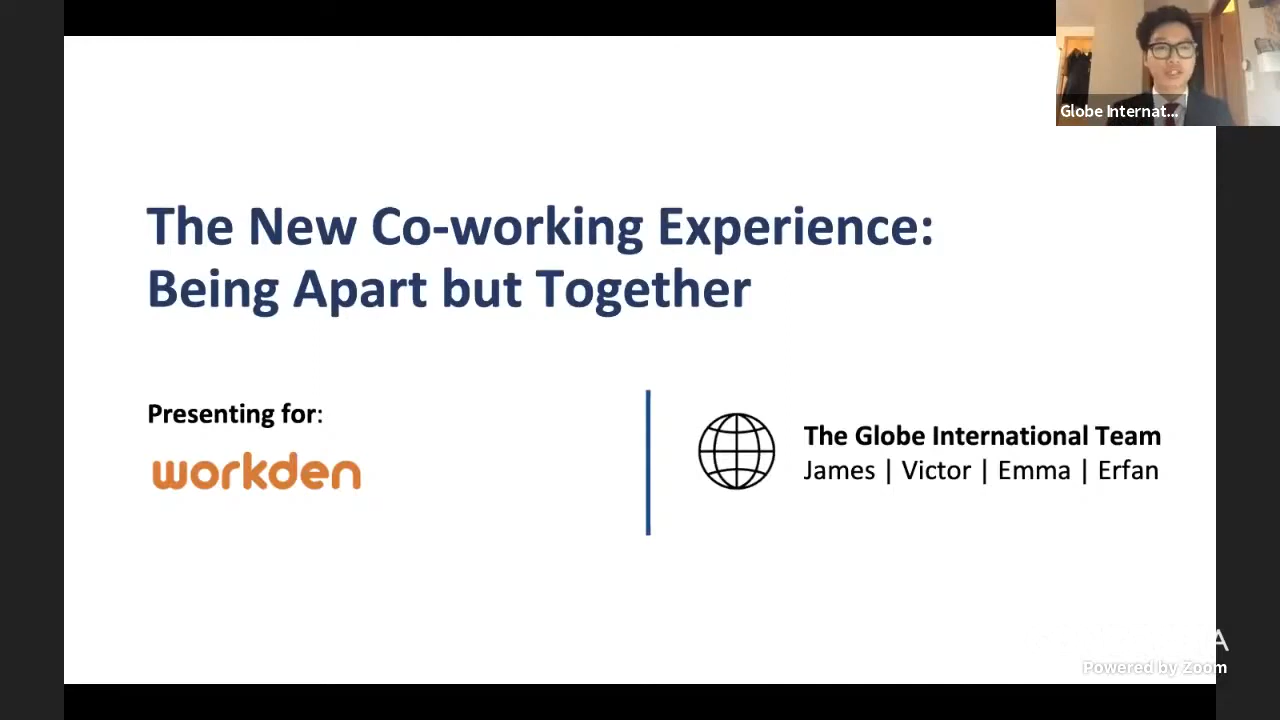 Globe Internat...
The New Co-working Experience:
Being Apart but Together
Presenting for:
workden
The Globe International Team
James | Victor | Emma | Erfan
Powered by Zoom